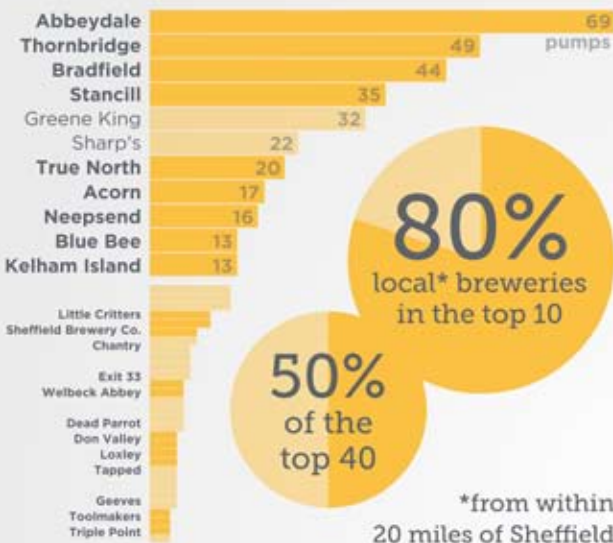 Abbeydale 69
pumps
Thornbridge 49
Bradfield 44
Stancill 35
Greene King 32
Sharp's 22
True North 20
Acorn 17
Neepsend 16
Blue Bee 13
Kelham Island 13
Little Critters
Sheffield Brewery Co.
Chantry
Exit 33
Welbeck Abbey
Dead Parrot
Don Valley
Loxley
Tapped
Geeves
Toolmakers
Triple Point
80%
local* breweries
in the top 10
50%
of the
top 40
*from within
20 miles of Sheffield